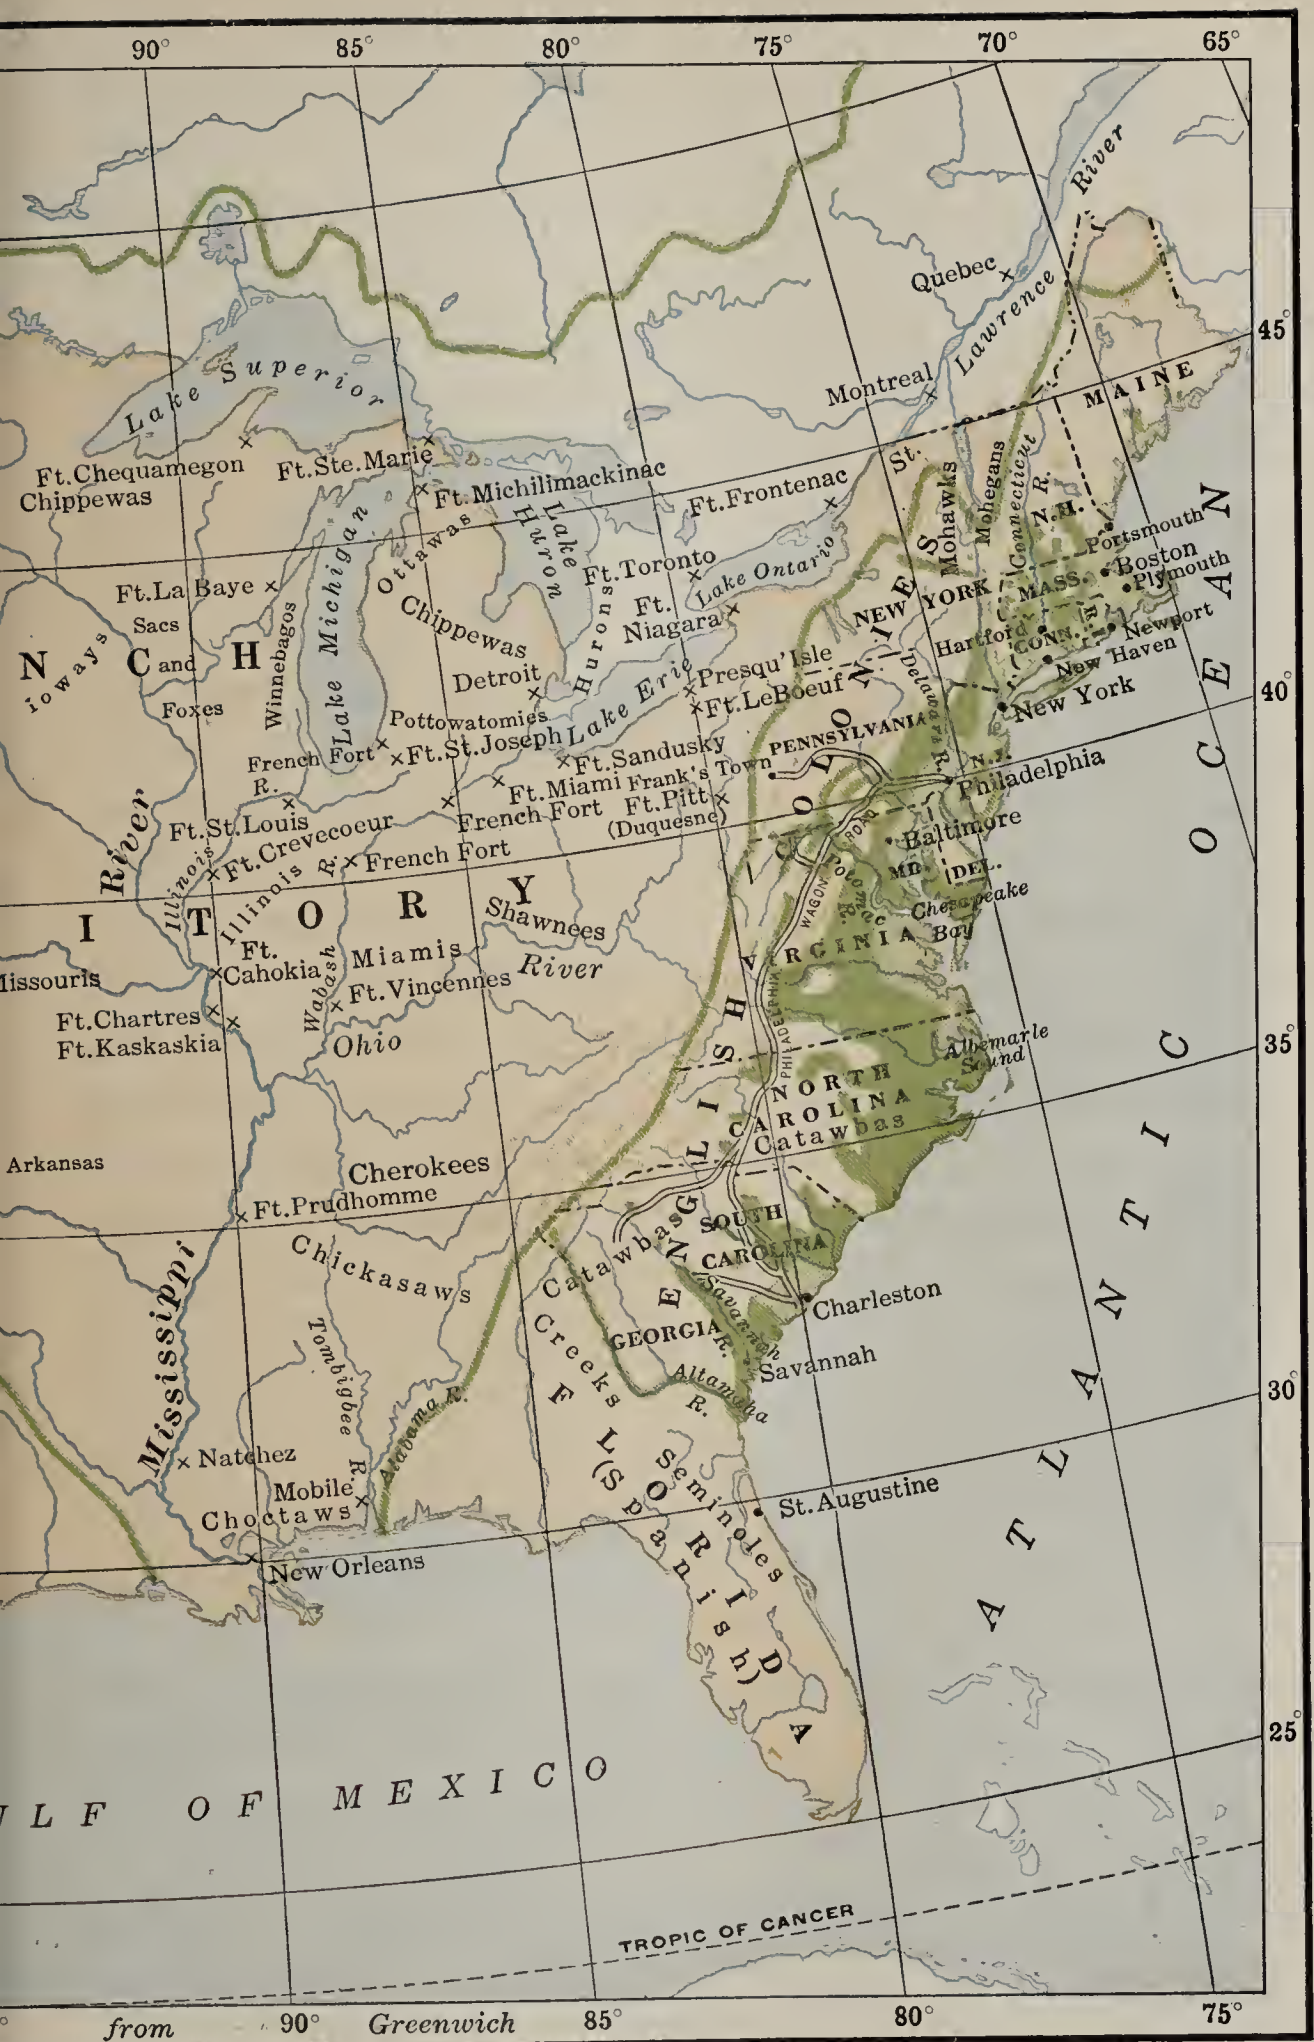 90° 85° 80° 75° 70° 65°
River
Quebec
St. Lawrence
45°
Montreal
MAINE
Lake Superior
Ft.Chequamegon
Chippewas
Ft.Ste.Marie
Ft.Michilimackinac
Ft.Frontenac
Mohawks
Mohegans
Connecticut R.
N.H.
Portsmouth
Boston
Plymouth
MASS.
Lake Huron
Ottawas
Lake Michigan
Ft.Toronto
Lake Ontario
Ft. Niagara
NEW YORK
R.I.
Newport
Hartford
CONN.
New Haven
New York
Ft.La Baye
Sacs
and
Foxes
Winnebagos
ioways
Chippewas
Hurons
Detroit
Lake Erie
Presqu'Isle
Ft.LeBoeuf
Delaware R.
40°
N C H
Pottowatomies
French Fort
Ft.St.Joseph
Ft.Sandusky
Ft.Miami
Frank's Town
PENNSYLVANIA
N.J.
Philadelphia
French Fort
Ft.Pitt
(Duquesne)
R.
Ft.St.Louis
Ft.Crevecoeur
Illinois
French Fort
Baltimore
MD.
DEL.
Potomac R.
Chesapeake
Bay
River
I T O R Y
Illinois
R.
Shawnees
Ft.
Cahokia
Miamis
River
Missouris
Wabash
Ft.Vincennes
Ft.Chartres
Ft.Kaskaskia
Ohio
VIRGINIA
PHILADELPHIA WAGON ROAD
ENGLISH COLONIES
Albemarle
Sound
35°
NORTH
CAROLINA
Catawbas
Arkansas
Cherokees
Ft.Prudhomme
Chickasaws
Catawbas
SOUTH
CAROLINA
Charleston
Mississippi
Tombigbee R.
Alabama R.
Creeks
GEORGIA
Savannah R.
Savannah
Altamaha
R.
30°
Natchez
Mobile
Choctaws
New Orleans
Seminoles
St.Augustine
FLORIDA
(Spanish)
ATLANTIC OCEAN
25°
ULF OF MEXICO
TROPIC OF CANCER
from 90° Greenwich 85° 80° 75°